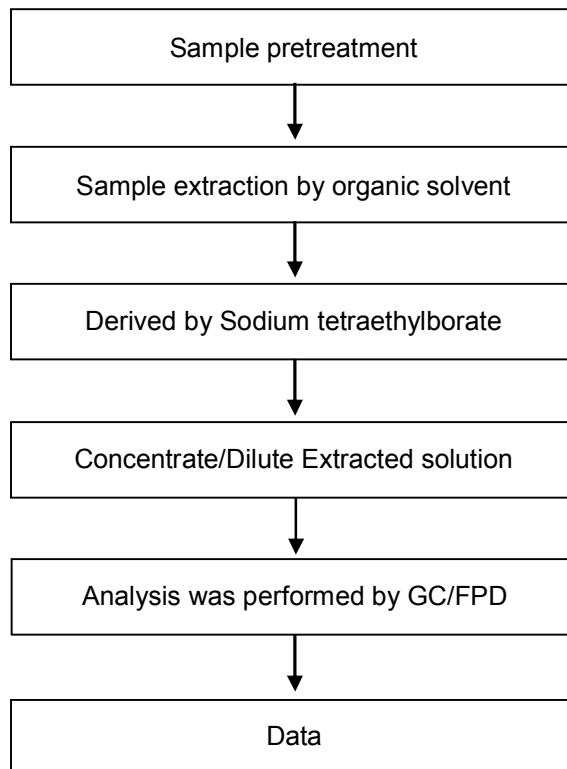 Sample pretreatment
Sample extraction by organic solvent
Derived by Sodium tetraethylborate
Concentrate/Dilute Extracted solution
Analysis was performed by GC/FPD
Data